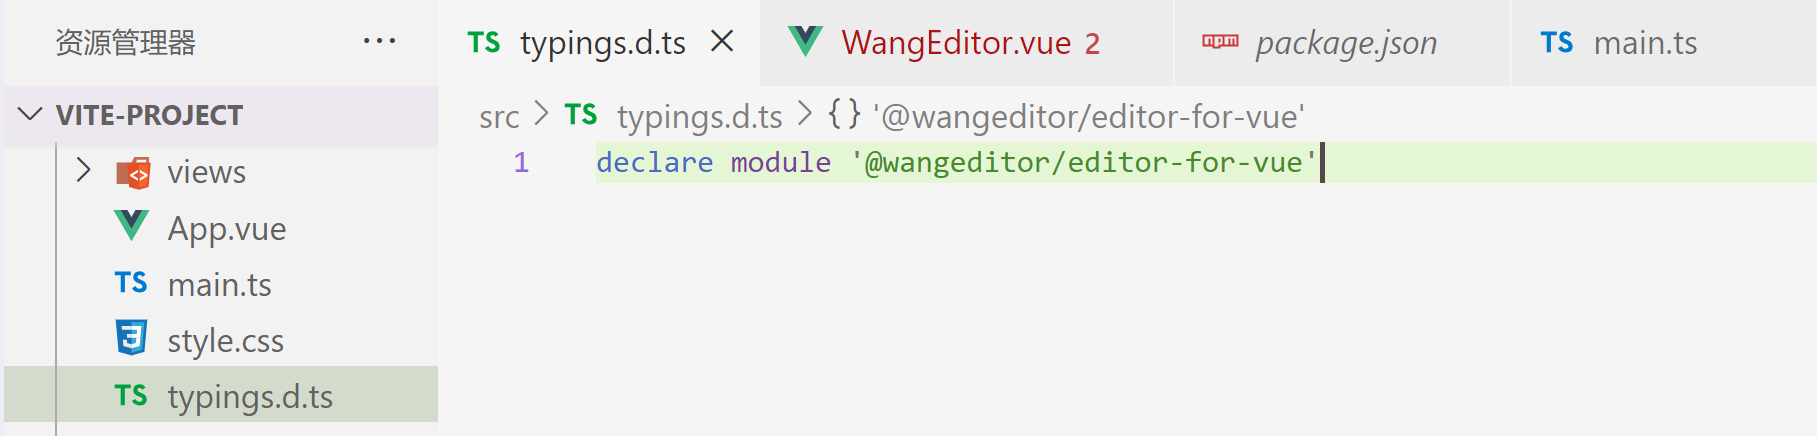 资源管理器 ...
TS typings.d.ts
WangEditor.vue 2
package.json
TS main.ts
VITE-PROJECT
src > TS typings.d.ts > {} '@wangeditor/editor-for-vue'
1 declare module '@wangeditor/editor-for-vue'
views
App.vue
TS main.ts
style.css
TS typings.d.ts